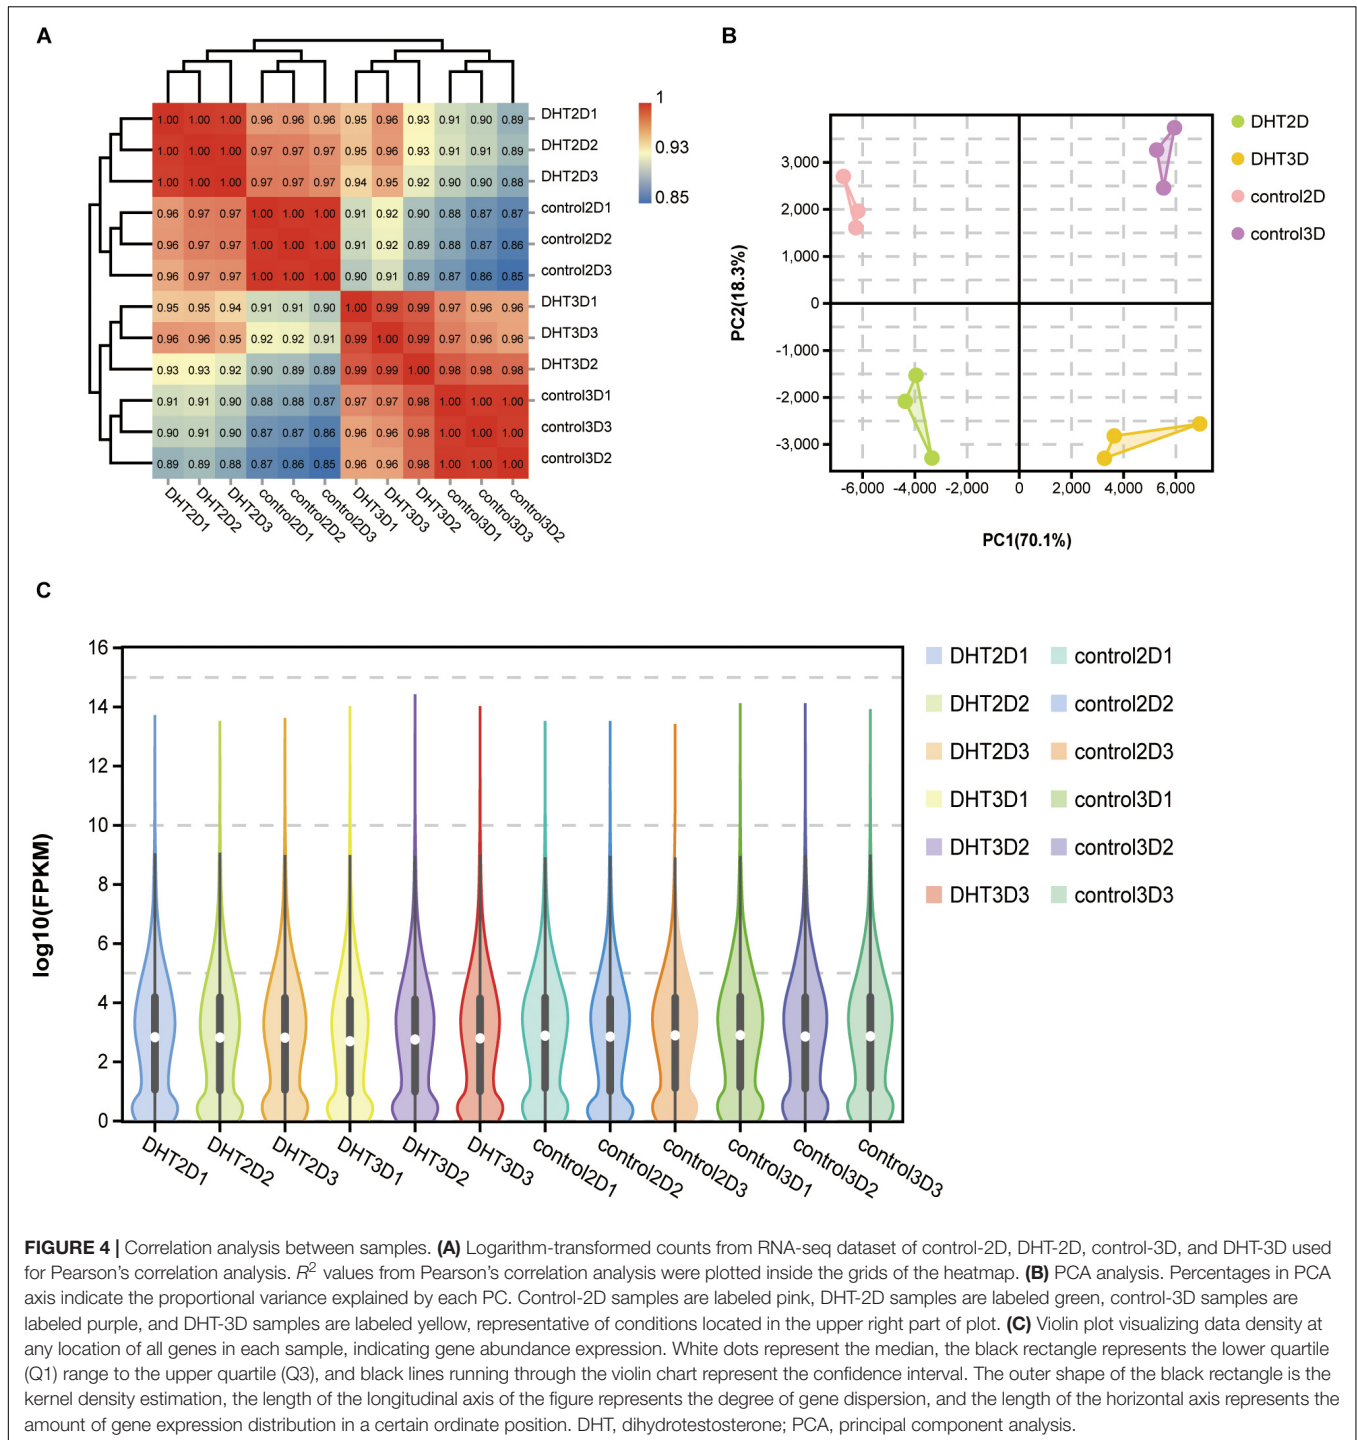 A
1
0.93
0.85
1.00 1.00 1.00 0.96 0.96 0.96 0.95 0.96 0.93 0.91 0.90 0.89 DHT2D1
1.00 1.00 1.00 0.97 0.97 0.97 0.95 0.96 0.93 0.91 0.91 0.89 DHT2D2
1.00 1.00 1.00 0.97 0.97 0.97 0.94 0.95 0.92 0.90 0.90 0.88 DHT2D3
0.96 0.97 0.97 1.00 1.00 1.00 0.91 0.92 0.90 0.88 0.87 0.87 control2D1
0.96 0.97 0.97 1.00 1.00 1.00 0.91 0.92 0.89 0.88 0.87 0.86 control2D2
0.96 0.97 0.97 1.00 1.00 1.00 0.90 0.91 0.89 0.87 0.86 0.85 control2D3
0.95 0.95 0.94 0.91 0.91 0.90 1.00 0.99 0.99 0.97 0.96 0.96 DHT3D1
0.96 0.96 0.95 0.92 0.92 0.91 0.99 1.00 0.99 0.97 0.96 0.96 DHT3D3
0.93 0.93 0.92 0.90 0.89 0.89 0.99 0.99 1.00 0.98 0.98 0.98 DHT3D2
0.91 0.91 0.90 0.88 0.88 0.87 0.97 0.97 0.98 1.00 1.00 1.00 control3D1
0.90 0.91 0.90 0.87 0.87 0.86 0.96 0.96 0.98 1.00 1.00 1.00 control3D3
0.89 0.89 0.88 0.87 0.86 0.85 0.96 0.96 0.98 1.00 1.00 1.00 control3D2
DHT2D1 DHT2D2 DHT2D3 control2D1 control2D2 control2D3 DHT3D1 DHT3D3 DHT3D2 control3D1 control3D3 control3D2
B
PC2(18.3%)
3,000
2,000
1,000
0
-1,000
-2,000
-3,000
-6,000 -4,000 -2,000 0 2,000 4,000 6,000
PC1(70.1%)
DHT2D
DHT3D
control2D
control3D
C
log10(FPKM)
16
14
12
10
8
6
4
2
0
DHT2D1 DHT2D2 DHT2D3 DHT3D1 DHT3D2 DHT3D3 control2D1 control2D2 control2D3 control3D1 control3D2 control3D3
DHT2D1 control2D1
DHT2D2 control2D2
DHT2D3 control2D3
DHT3D1 control3D1
DHT3D2 control3D2
DHT3D3 control3D3
FIGURE 4 | Correlation analysis between samples. (A) Logarithm-transformed counts from RNA-seq dataset of control-2D, DHT-2D, control-3D, and DHT-3D used
for Pearson's correlation analysis. R² values from Pearson's correlation analysis were plotted inside the grids of the heatmap. (B) PCA analysis. Percentages in PCA
axis indicate the proportional variance explained by each PC. Control-2D samples are labeled pink, DHT-2D samples are labeled green, control-3D samples are
labeled purple, and DHT-3D samples are labeled yellow, representative of conditions located in the upper right part of plot. (C) Violin plot visualizing data density at
any location of all genes in each sample, indicating gene abundance expression. White dots represent the median, the black rectangle represents the lower quartile
(Q1) range to the upper quartile (Q3), and black lines running through the violin chart represent the confidence interval. The outer shape of the black rectangle is the
kernel density estimation, the length of the longitudinal axis of the figure represents the degree of gene dispersion, and the length of the horizontal axis represents the
amount of gene expression distribution in a certain ordinate position. DHT, dihydrotestosterone; PCA, principal component analysis.